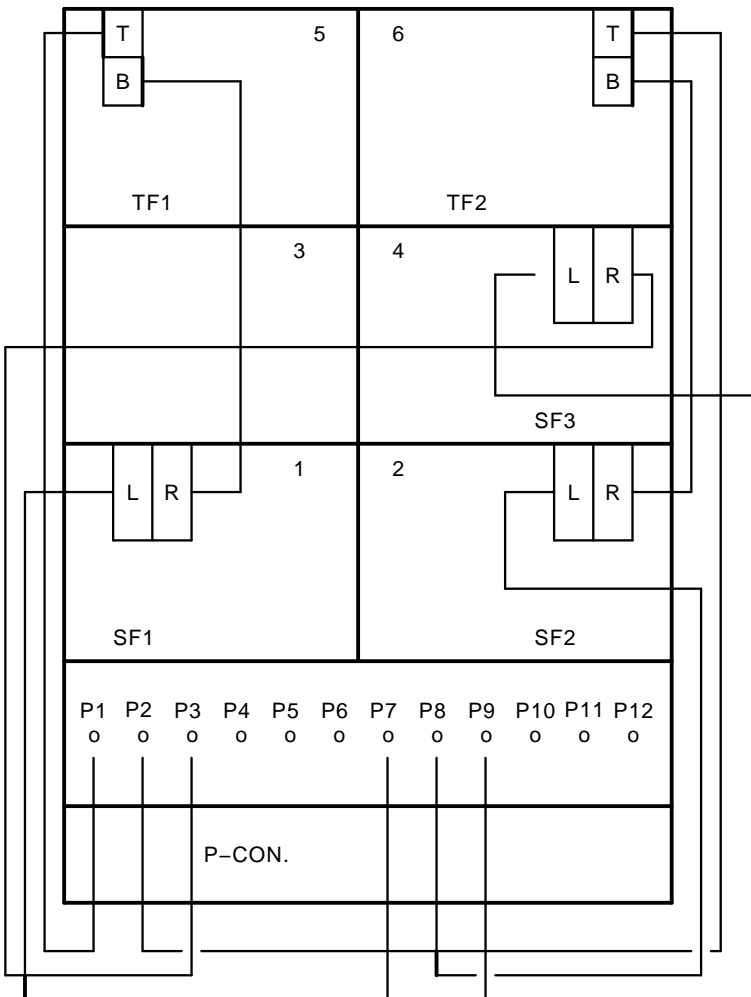 T 5 6 T
B B
TF1 TF2
3 4
L R
SF3
1 2
L R L R
SF1 SF2
P1 P2 P3 P4 P5 P6 P7 P8 P9 P10 P11 P12
o o o o o o o o o o o o
P–CON.